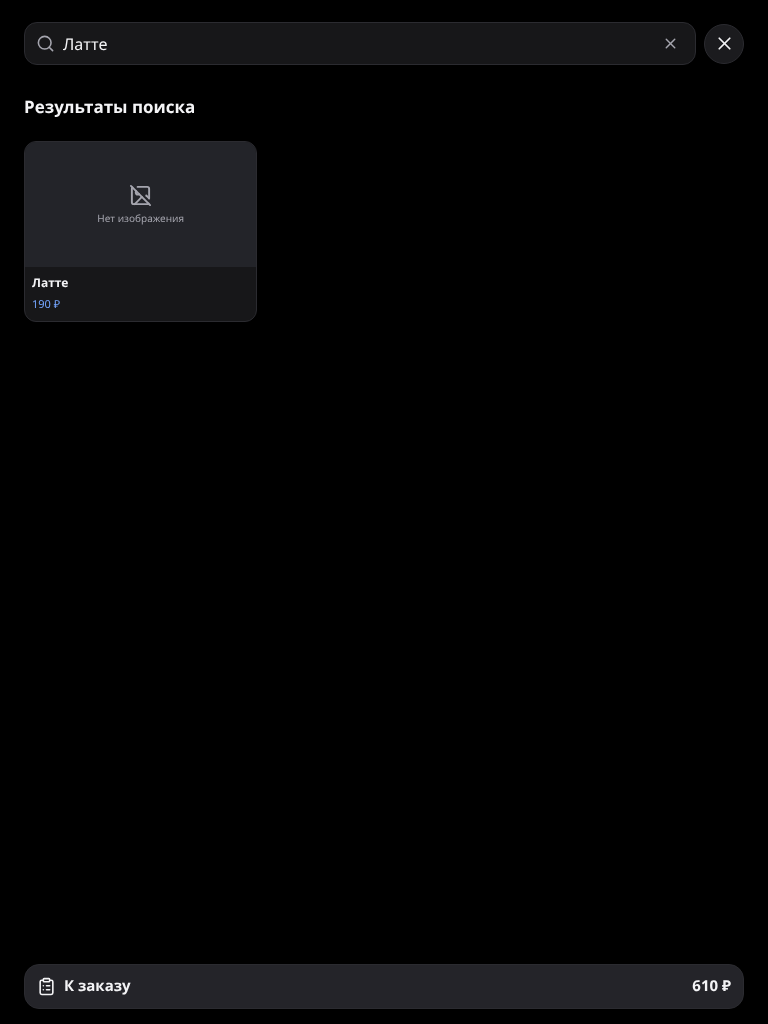 Латте
Результаты поиска
Нет изображения
Латте
190 ₽
К заказу
610 ₽